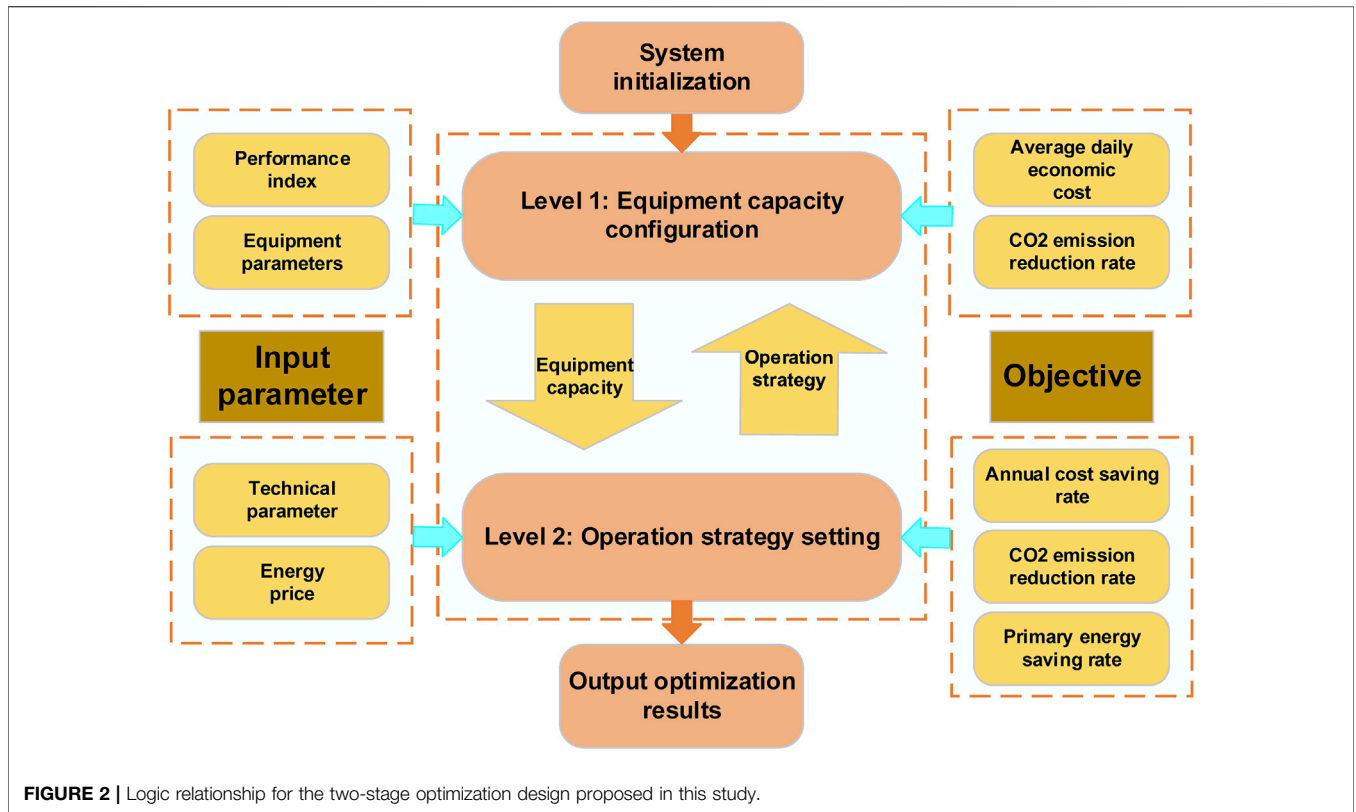 System
initialization
Performance
index
Equipment
parameters
Input
parameter
Technical
parameter
Energy
price
Level 1: Equipment capacity
configuration
Equipment
capacity
Operation
strategy
Level 2: Operation strategy setting
Output optimization
results
Average daily
economic
cost
CO2 emission
reduction rate
Objective
Annual cost saving
rate
CO2 emission
reduction rate
Primary energy
saving rate
FIGURE 2 | Logic relationship for the two-stage optimization design proposed in this study.